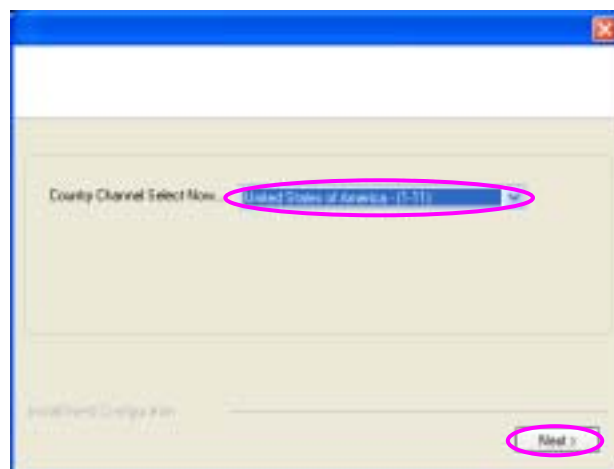 Country Channel Select Now...
United States of America - (1-11)
Next >